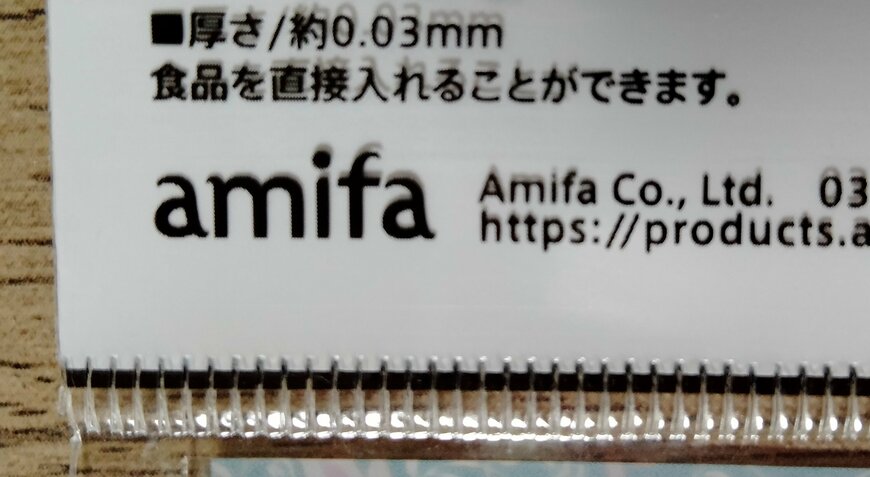 ■厚さ/約0.03mm
食品を直接入れることができます。
amifa
Amifa Co., Ltd. 03
https://products.a